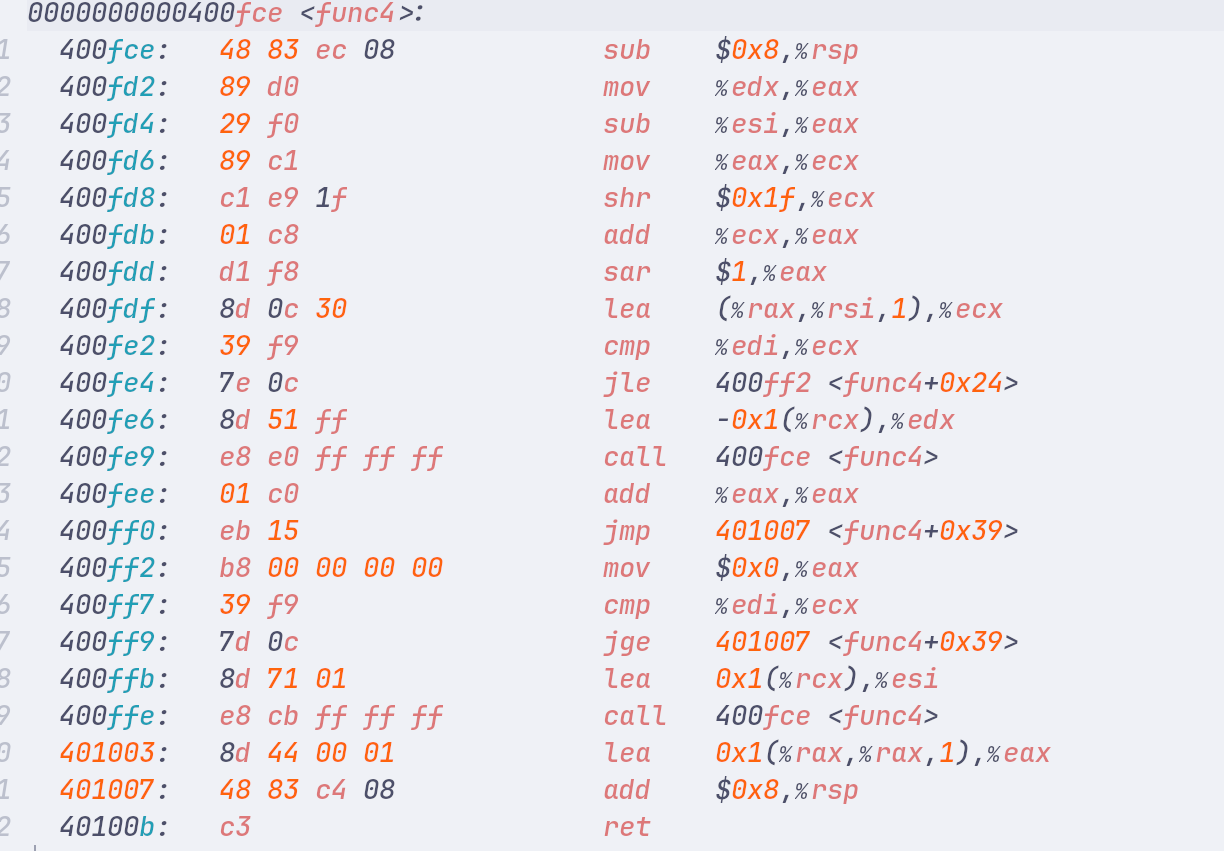 0000000000400fce <func4>:
1 400fce: 48 83 ec 08 sub $0x8,%rsp
2 400fd2: 89 d0 mov %edx,%eax
3 400fd4: 29 f0 sub %esi,%eax
4 400fd6: 89 c1 mov %eax,%ecx
5 400fd8: c1 e9 1f shr $0x1f,%ecx
6 400fdb: 01 c8 add %ecx,%eax
7 400fdd: d1 f8 sar $1,%eax
8 400fdf: 8d 0c 30 lea (%rax,%rsi,1),%ecx
9 400fe2: 39 f9 cmp %edi,%ecx
0 400fe4: 7e 0c jle 400ff2 <func4+0x24>
1 400fe6: 8d 51 ff lea -0x1(%rcx),%edx
2 400fe9: e8 e0 ff ff ff call 400fce <func4>
3 400fee: 01 c0 add %eax,%eax
4 400ff0: eb 15 jmp 401007 <func4+0x39>
5 400ff2: b8 00 00 00 00 mov $0x0,%eax
6 400ff7: 39 f9 cmp %edi,%ecx
7 400ff9: 7d 0c jge 401007 <func4+0x39>
8 400ffb: 8d 71 01 lea 0x1(%rcx),%esi
9 400ffe: e8 cb ff ff ff call 400fce <func4>
0 401003: 8d 44 00 01 lea 0x1(%rax,%rax,1),%eax
1 401007: 48 83 c4 08 add $0x8,%rsp
2 40100b: c3 ret